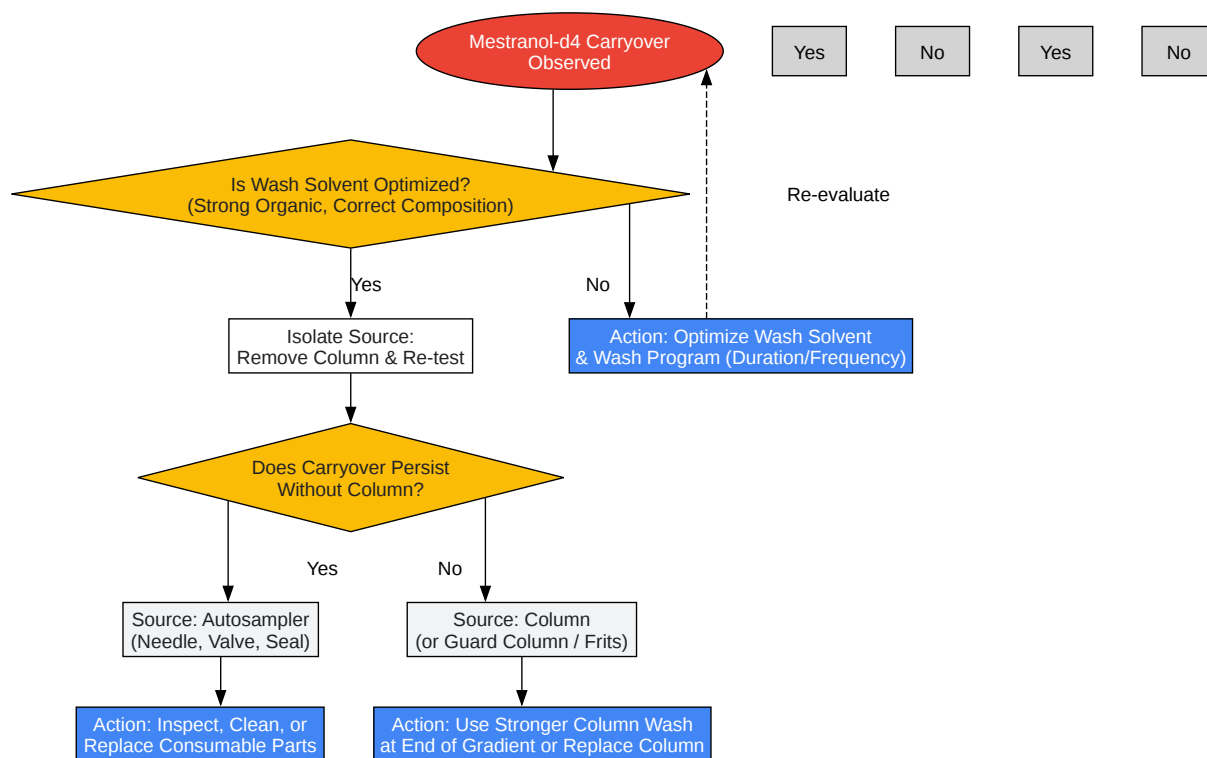 Mestranol-d4 Carryover
Observed
Yes
No
Yes
No
Is Wash Solvent Optimized?
(Strong Organic, Correct Composition)
Re-evaluate
Yes
No
Isolate Source:
Remove Column & Re-test
Action: Optimize Wash Solvent
& Wash Program (Duration/Frequency)
Does Carryover Persist
Without Column?
Yes
No
Source: Autosampler
(Needle, Valve, Seal)
Source: Column
(or Guard Column / Frits)
Action: Inspect, Clean, or
Replace Consumable Parts
Action: Use Stronger Column Wash
at End of Gradient or Replace Column